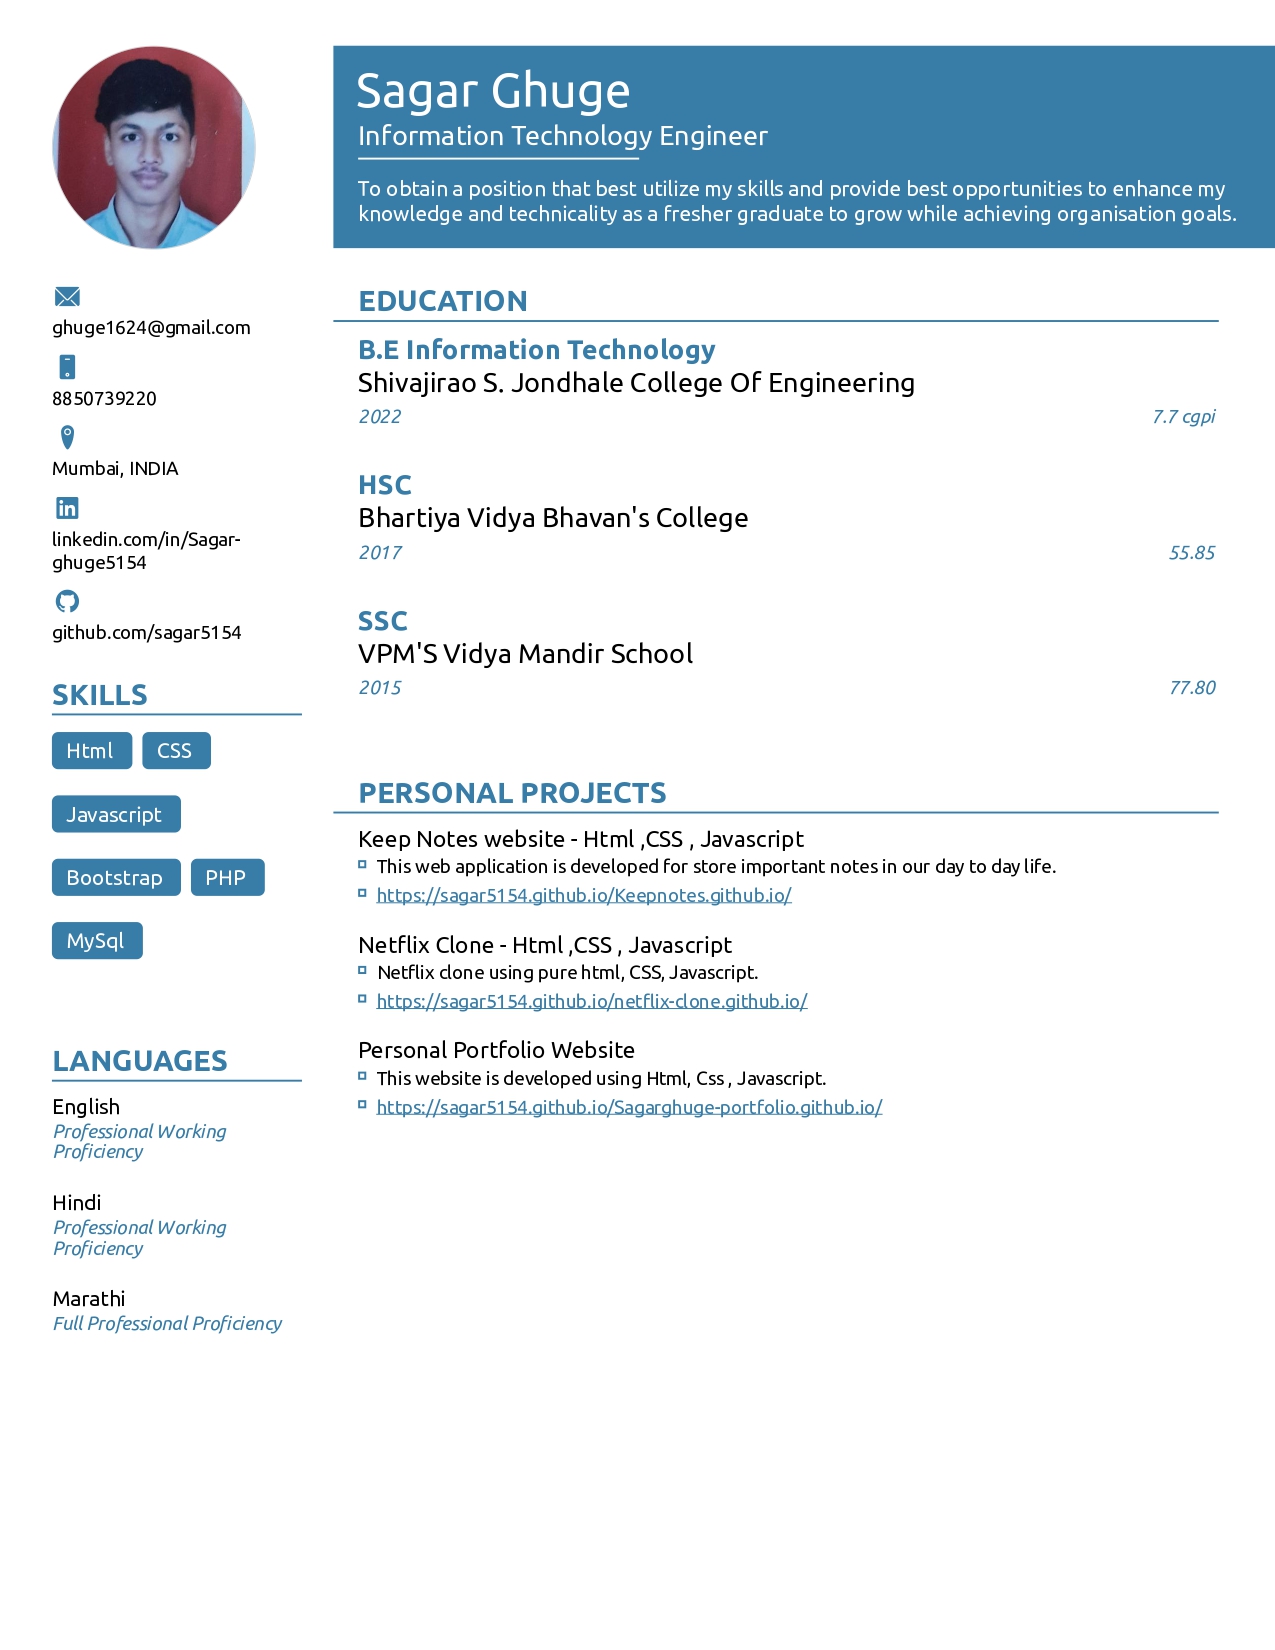 Sagar Ghuge
Information Technology Engineer
To obtain a position that best utilize my skills and provide best opportunities to enhance my
knowledge and technicality as a fresher graduate to grow while achieving organisation goals.
ghuge1624@gmail.com
8850739220
Mumbai, INDIA
linkedin.com/in/Sagar-
ghuge5154
github.com/sagar5154
SKILLS
Html CSS
Javascript
Bootstrap PHP
MySql
LANGUAGES
English
Professional Working
Proficiency
Hindi
Professional Working
Proficiency
Marathi
Full Professional Proficiency
EDUCATION
B.E Information Technology
Shivajirao S. Jondhale College Of Engineering
2022 7.7 cgpi
HSC
Bhartiya Vidya Bhavan's College
2017 55.85
SSC
VPM'S Vidya Mandir School
2015 77.80
PERSONAL PROJECTS
Keep Notes website - Html ,CSS , Javascript
This web application is developed for store important notes in our day to day life.
https://sagar5154.github.io/Keepnotes.github.io/
Netflix Clone - Html ,CSS , Javascript
Netflix clone using pure html, CSS, Javascript.
https://sagar5154.github.io/netflix-clone.github.io/
Personal Portfolio Website
This website is developed using Html, Css , Javascript.
https://sagar5154.github.io/Sagarghuge-portfolio.github.io/